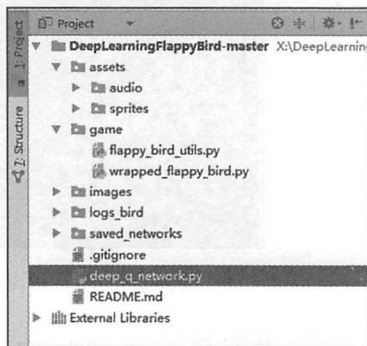 Project
DeepLearningFlappyBird-master X:\DeepLearning
assets
audio
sprites
game
flappy_bird_utils.py
wrapped_flappy_bird.py
images
logs_bird
saved_networks
.gitignore
deep_q_network.py
README.md
External Libraries
1: Project
7: Structure